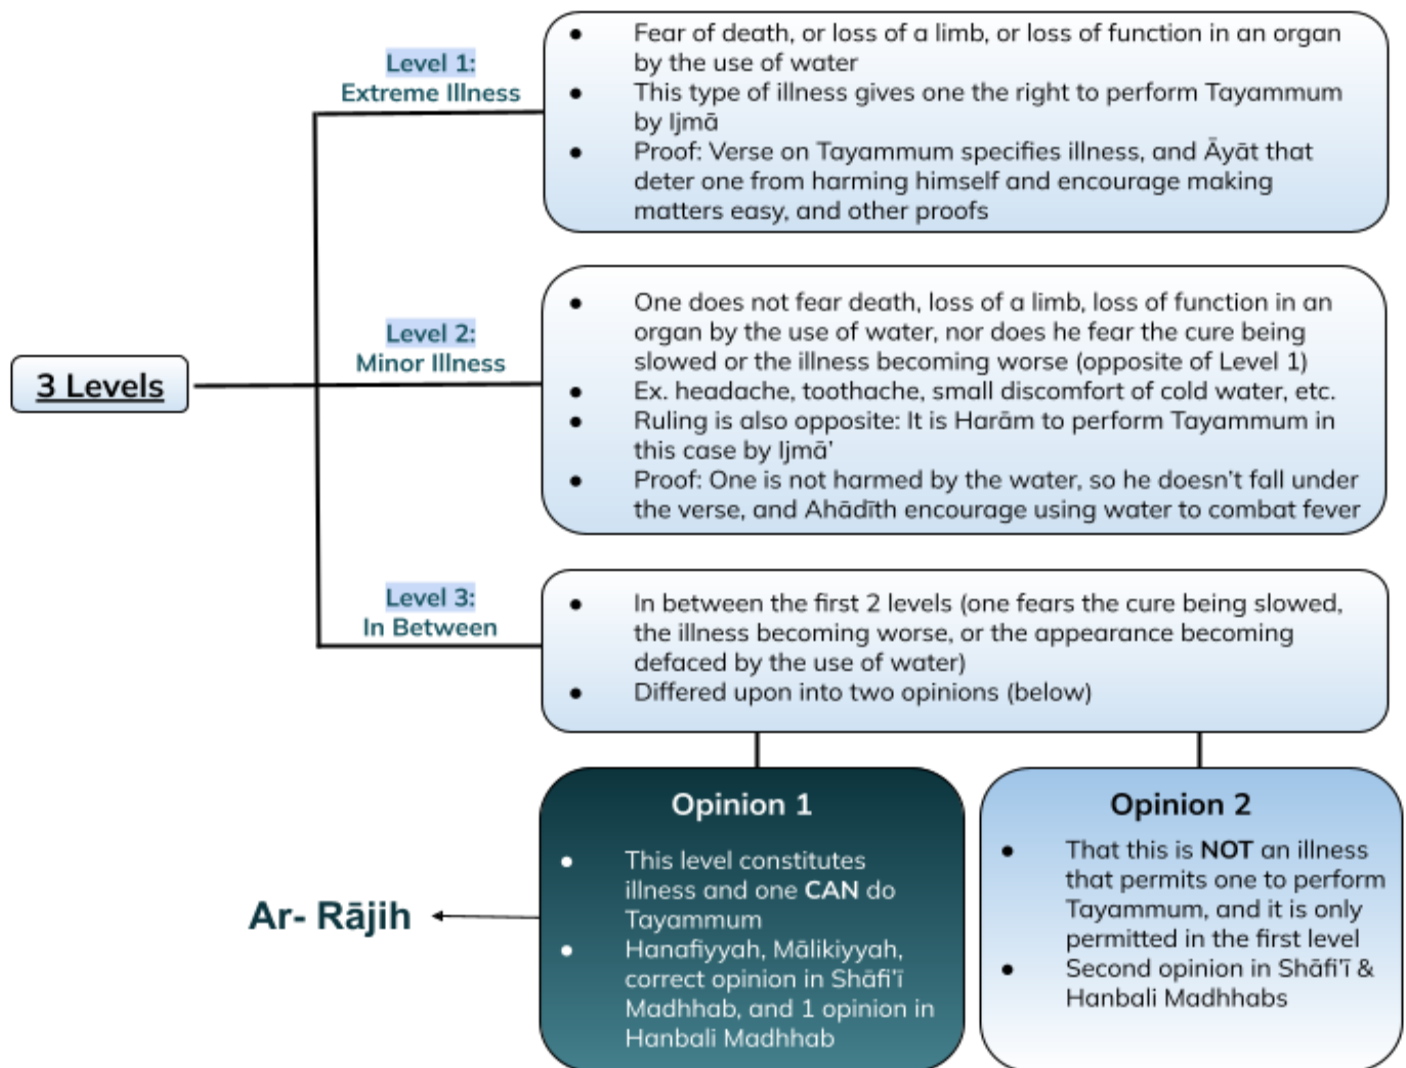 3 Levels
Level 1:
Extreme Illness
● Fear of death, or loss of a limb, or loss of function in an organ
by the use of water
● This type of illness gives one the right to perform Tayammum
by Ijmā
● Proof: Verse on Tayammum specifies illness, and Āyāt that
deter one from harming himself and encourage making
matters easy, and other proofs
Level 2:
Minor Illness
● One does not fear death, loss of a limb, loss of function in an
organ by the use of water, nor does he fear the cure being
slowed or the illness becoming worse (opposite of Level 1)
● Ex. headache, toothache, small discomfort of cold water, etc.
● Ruling is also opposite: It is Harām to perform Tayammum in
this case by Ijmā’
● Proof: One is not harmed by the water, so he doesn’t fall under
the verse, and Ahādīth encourage using water to combat fever
Level 3:
In Between
● In between the first 2 levels (one fears the cure being slowed,
the illness becoming worse, or the appearance becoming
defaced by the use of water)
● Differed upon into two opinions (below)
Opinion 1
● This level constitutes
illness and one CAN do
Tayammum
● Hanafiyyah, Mālikiyyah,
correct opinion in Shāfi’ī
Madhhab, and 1 opinion in
Hanbali Madhhab
Ar- Rājih
Opinion 2
● That this is NOT an illness
that permits one to perform
Tayammum, and it is only
permitted in the first level
● Second opinion in Shāfi’ī &
Hanbali Madhhabs